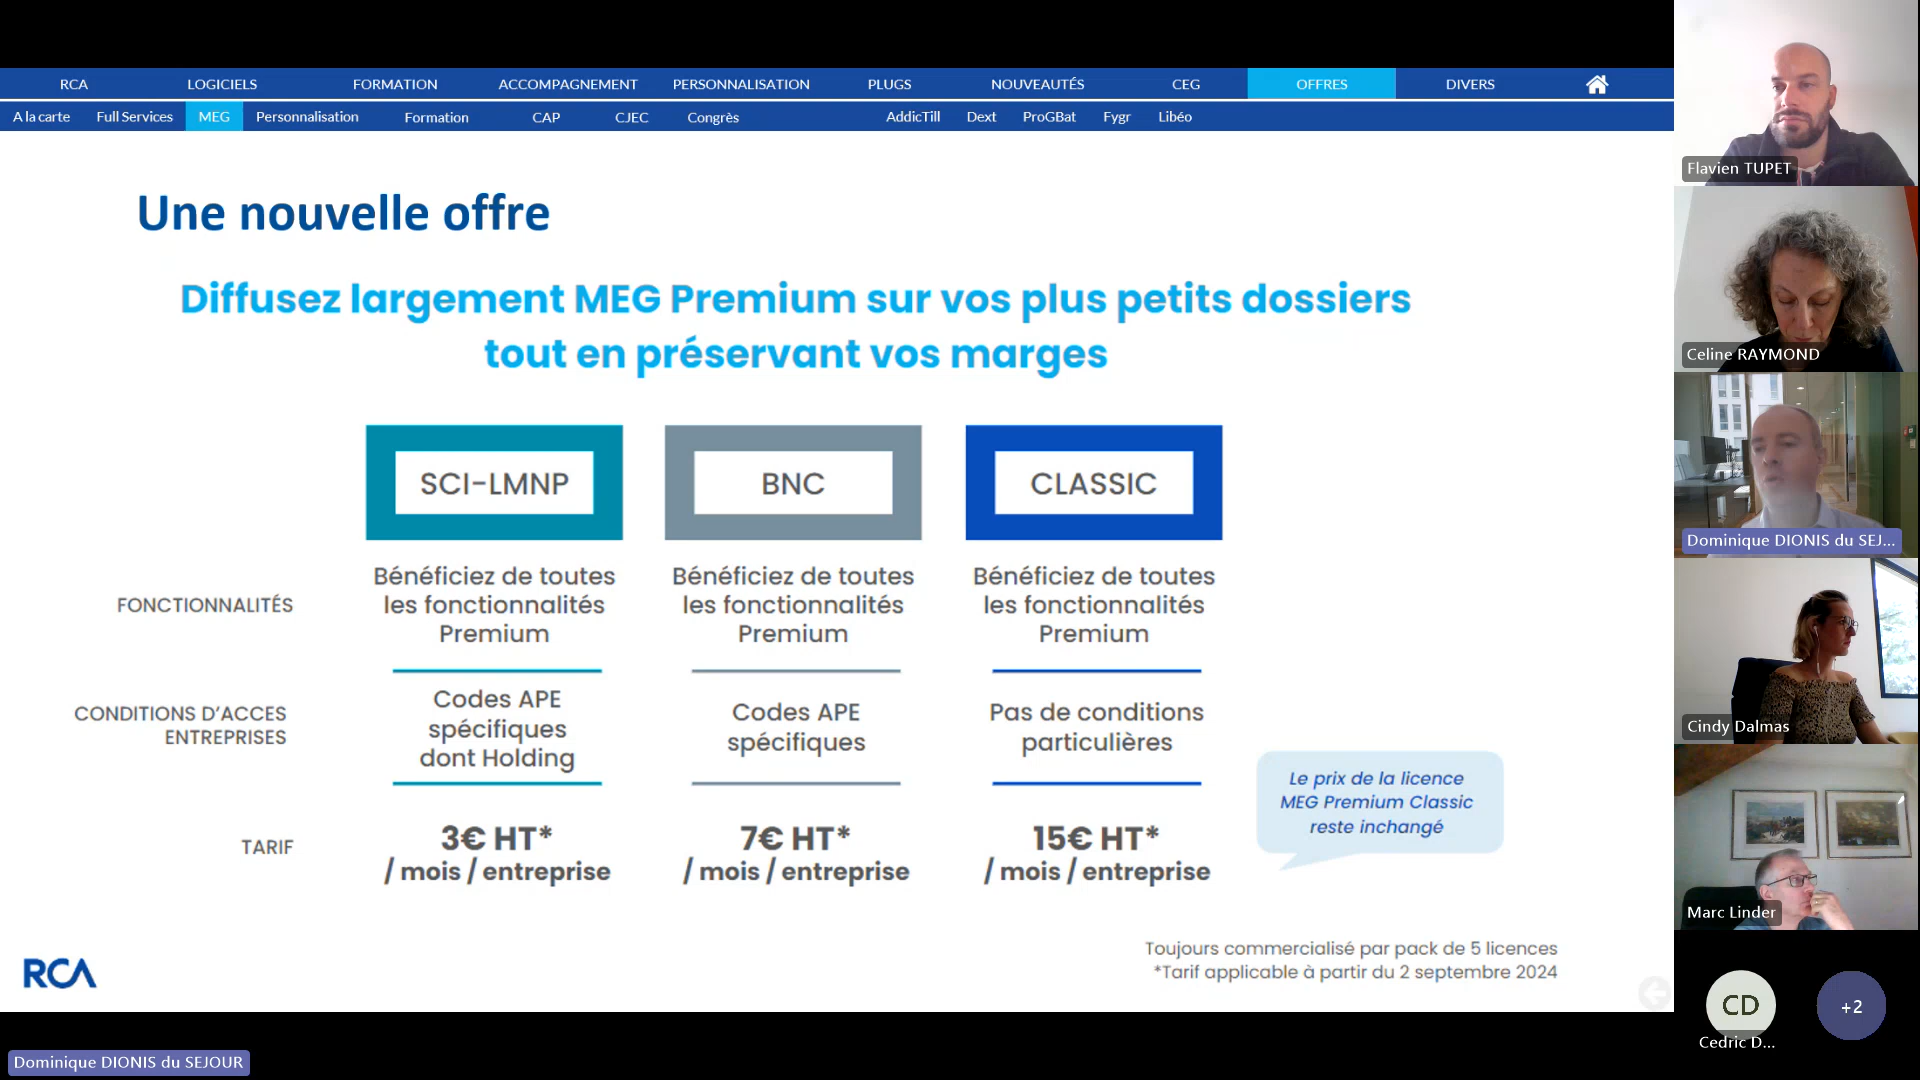 RCA LOGICIELS FORMATION ACCOMPAGNEMENT PERSONNALISATION PLUGS NOUVEAUTÉS CEG OFFRES DIVERS
A la carte Full Services MEG Personnalisation Formation CAP CJEC Congrès AddicTill Dext ProGBat Fygr Libéo
Une nouvelle offre
Diffusez largement MEG Premium sur vos plus petits dossiers
tout en préservant vos marges
SCI-LMNP BNC CLASSIC
FONCTIONNALITÉS
Bénéficiez de toutes
les fonctionnalités
Premium
Bénéficiez de toutes
les fonctionnalités
Premium
Bénéficiez de toutes
les fonctionnalités
Premium
CONDITIONS D'ACCES
ENTREPRISES
Codes APE
spécifiques
dont Holding
Codes APE
spécifiques
Pas de conditions
particulières
TARIF
3€ HT*
/ mois / entreprise
7€ HT*
/ mois / entreprise
15€ HT*
/ mois / entreprise
Le prix de la licence
MEG Premium Classic
reste inchangé
Toujours commercialisé par pack de 5 licences
*Tarif applicable à partir du 2 septembre 2024
RCA
Dominique DIONIS du SEJOUR
Flavien TUPET
Celine RAYMOND
Dominique DIONIS du SEJ...
Cindy Dalmas
Marc Linder
CD
Cedric D...
+2